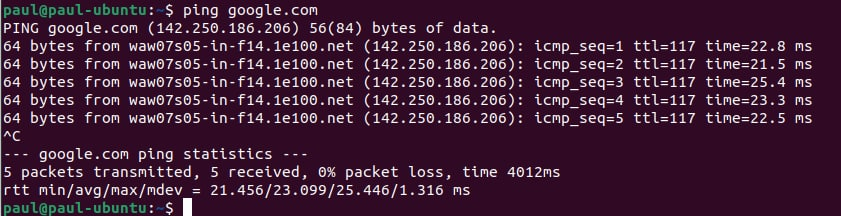 paul@paul-ubuntu:~$ ping google.com
PING google.com (142.250.186.206) 56(84) bytes of data.
64 bytes from waw07s05-in-f14.1e100.net (142.250.186.206): icmp_seq=1 ttl=117 time=22.8 ms
64 bytes from waw07s05-in-f14.1e100.net (142.250.186.206): icmp_seq=2 ttl=117 time=21.5 ms
64 bytes from waw07s05-in-f14.1e100.net (142.250.186.206): icmp_seq=3 ttl=117 time=25.4 ms
64 bytes from waw07s05-in-f14.1e100.net (142.250.186.206): icmp_seq=4 ttl=117 time=23.3 ms
64 bytes from waw07s05-in-f14.1e100.net (142.250.186.206): icmp_seq=5 ttl=117 time=22.5 ms
^C
--- google.com ping statistics ---
5 packets transmitted, 5 received, 0% packet loss, time 4012ms
rtt min/avg/max/mdev = 21.456/23.099/25.446/1.316 ms
paul@paul-ubuntu:~$